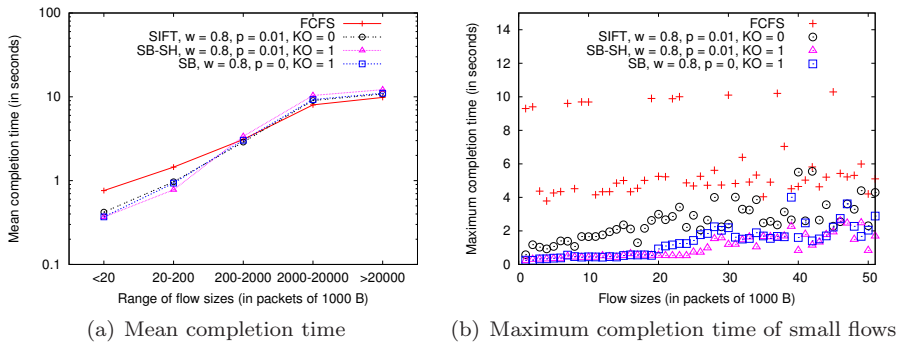 Mean completion time (in seconds)
100
10
1
0.1
<20
20-200
200-2000
2000-20000
>20000
Range of flow sizes (in packets of 1000 B)
FCFS
SIFT, w = 0.8, p = 0.01, KO = 0
SB-SH, w = 0.8, p = 0.01, KO = 1
SB, w = 0.8, p = 0, KO = 1
(a) Mean completion time
Maximum completion time (in seconds)
14
12
10
8
6
4
2
0
0
10
20
30
40
50
Flow sizes (in packets of 1000 B)
FCFS
SIFT, w = 0.8, p = 0.01, KO = 0
SB-SH, w = 0.8, p = 0.01, KO = 1
SB, w = 0.8, p = 0, KO = 1
(b) Maximum completion time of small flows